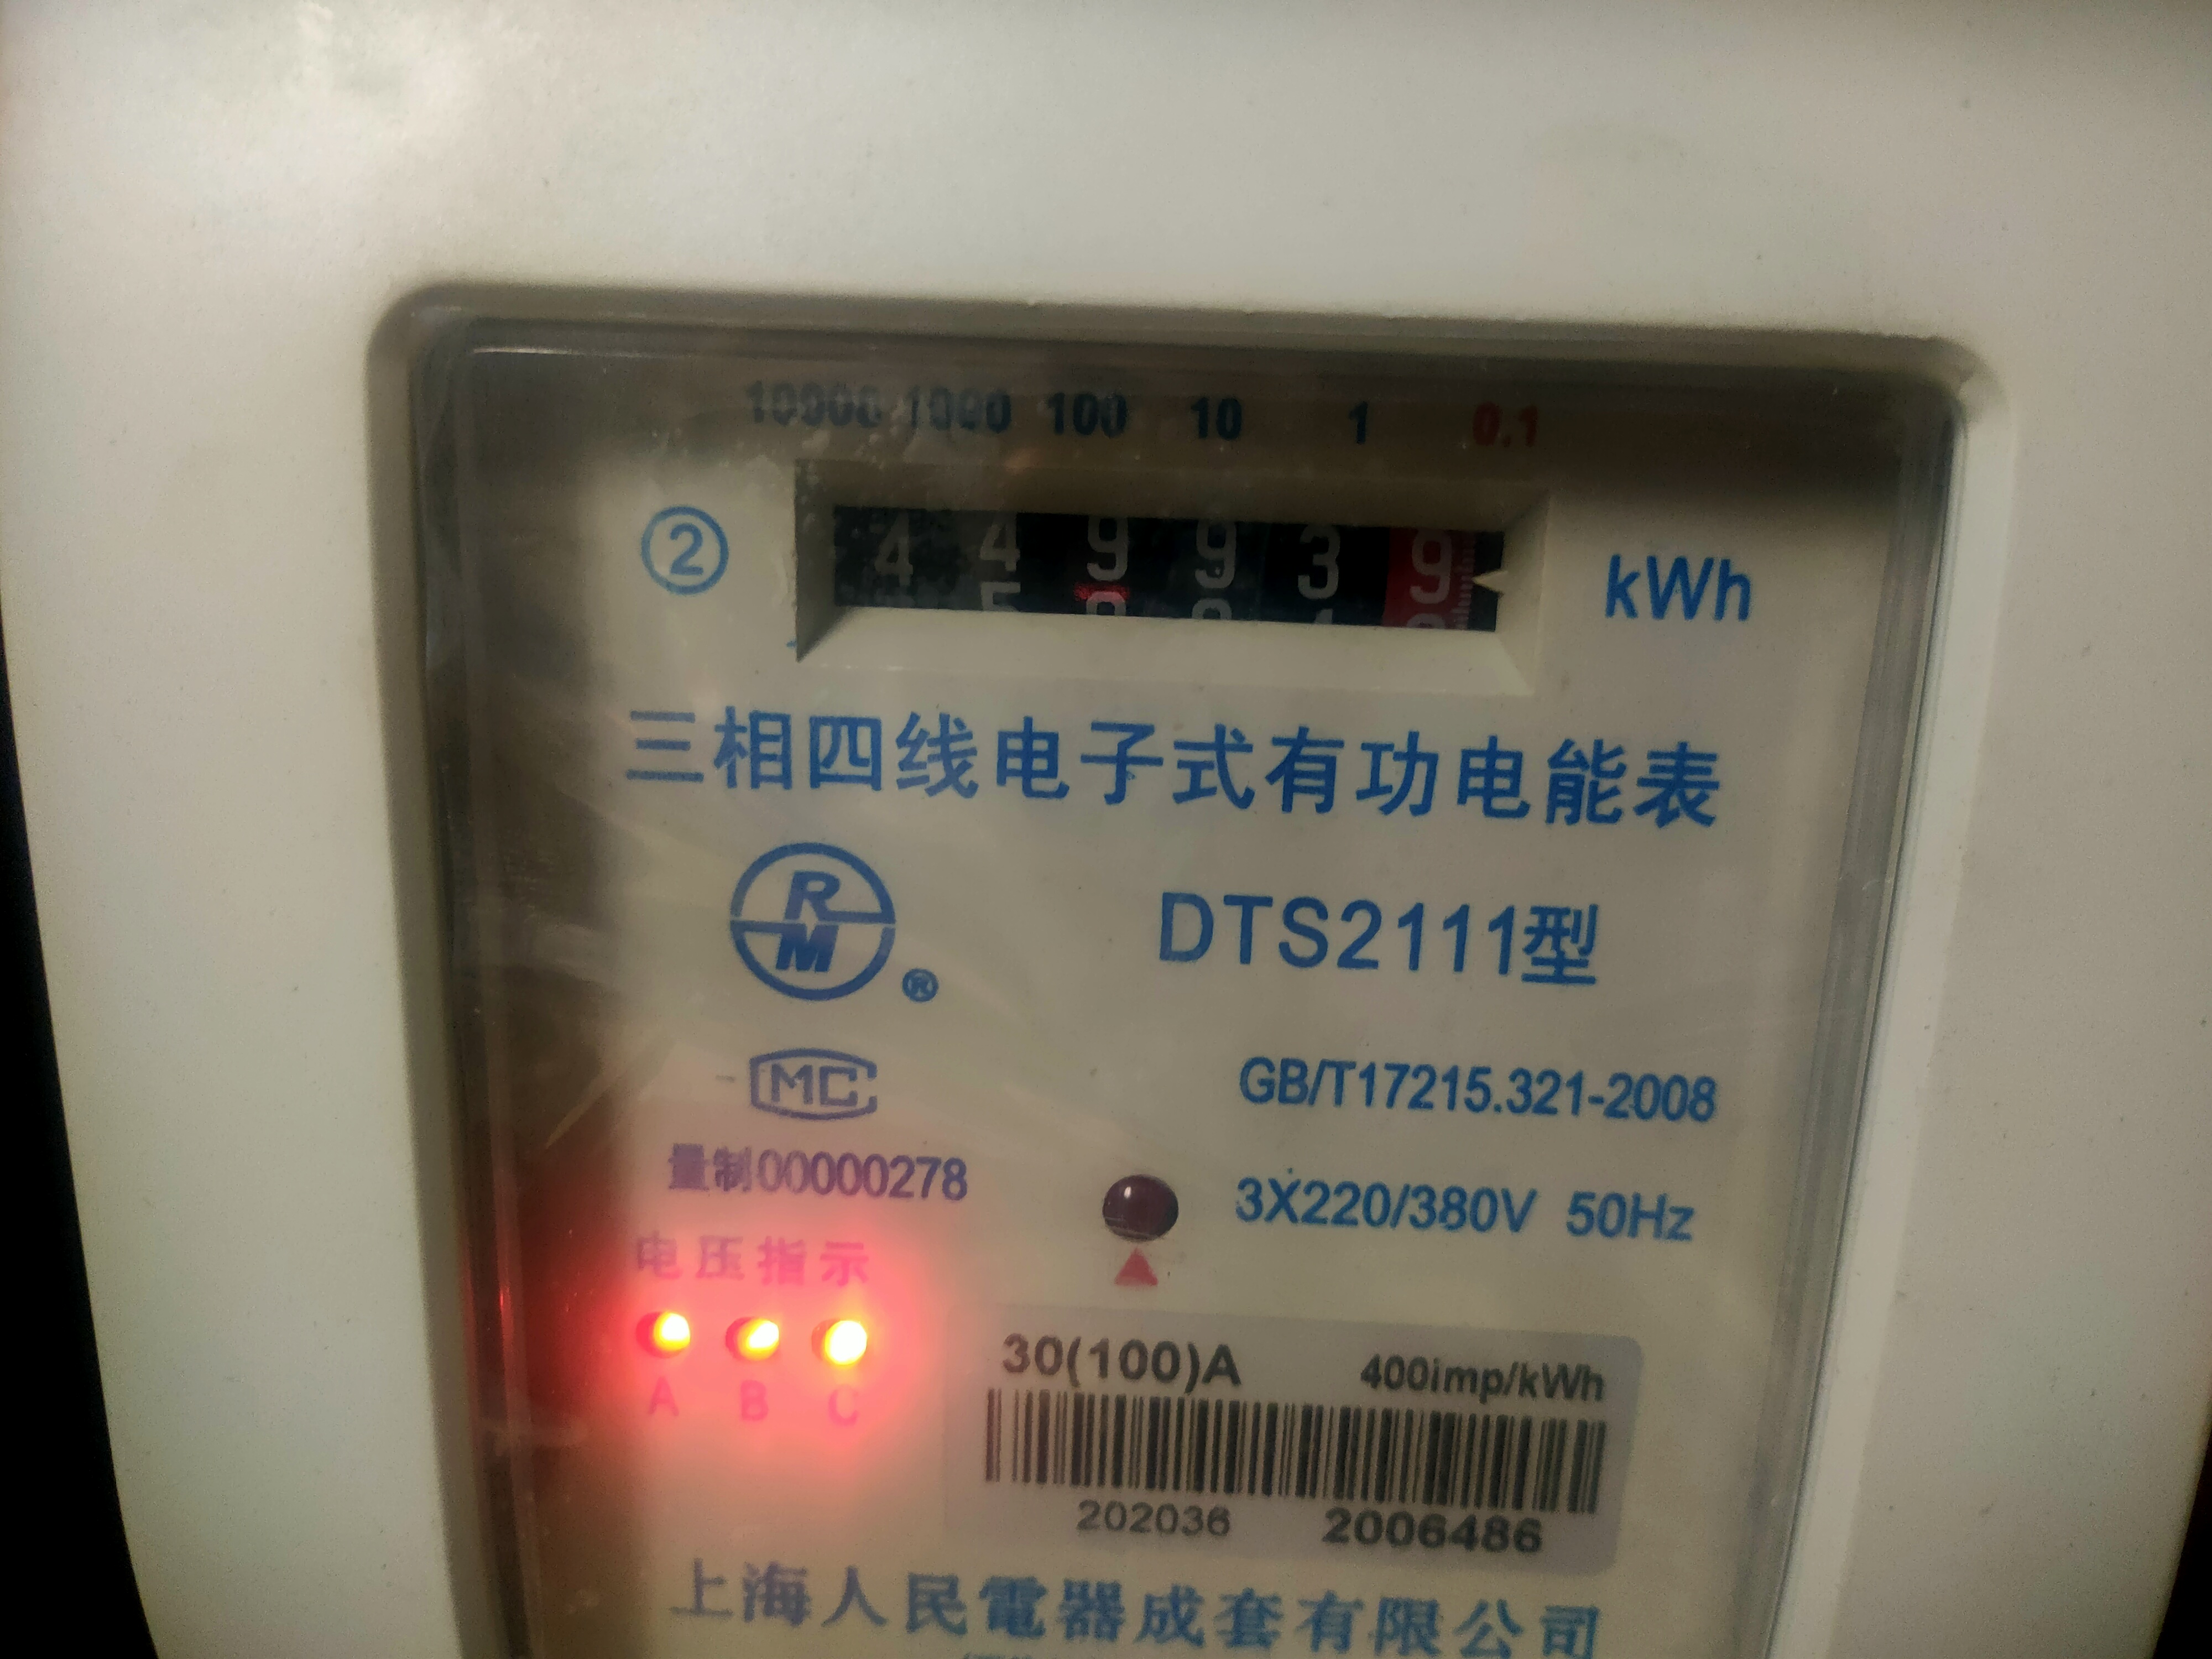 10000 1000 100 10 1 0.1
② 4 4 9 9 3 9 kWh
三相四线电子式有功电能表
RM ®
DTS2111型
MC
GB/T17215.321-2008
量制00000278
3X220/380V 50Hz
电压指示
A B C
30(100)A 400imp/kWh
202036 2006486
上海人民電器成套有限公司